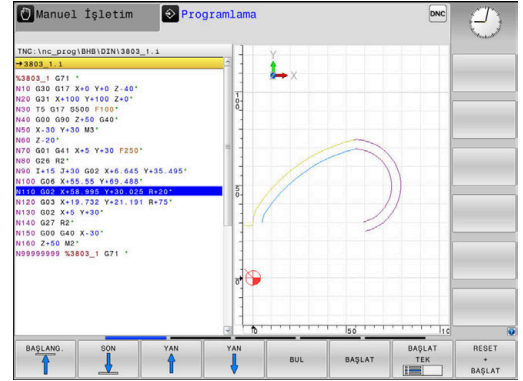 Manuel İşletim
Programlama
DNC
TNC:\nc_prog\BHB\DIN\3803_1.i
→3803_1.i
%3803_1 G71 *
N10 G30 G17 X+0 Y+0 Z-40*
N20 G31 X+100 Y+100 Z+0*
N30 T5 G17 S500 F100*
N40 G00 G90 Z+50 G40*
N50 X-30 Y+30 M3*
N60 Z-20*
N70 G01 G41 X+5 Y+30 F250*
N80 G26 R2*
N90 I+15 J+30 G02 X+6.645 Y+35.495*
N100 G06 X+55.55 Y+69.488*
N110 G02 X+58.995 Y+30.025 R+20*
N120 G03 X+19.732 Y+21.191 R+75*
N130 G02 X+5 Y+30*
N140 G27 R2*
N150 G00 G40 X-30*
N160 Z+50 M2*
N99999999 %3803_1 G71 *
Y
X
100
50
0
0
50
BAŞLANG.
SON
YAN
YAN
BUL
BAŞLAT
BAŞLAT
TEK
RESET
+
BAŞLAT